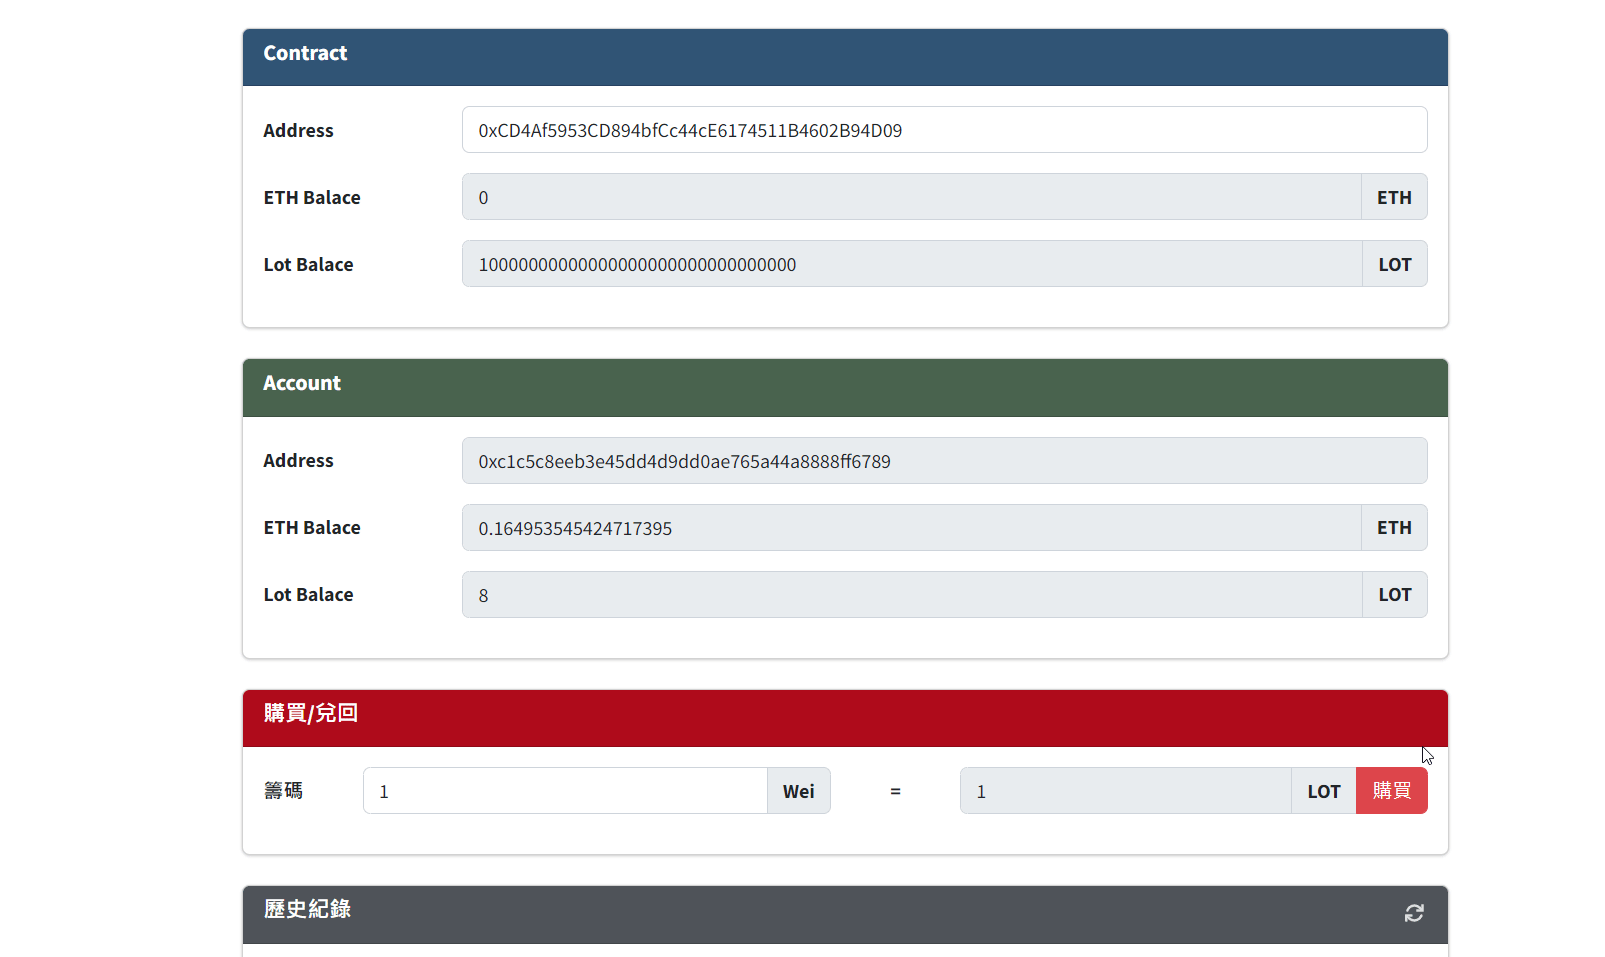 Contract
Address
0xCD4Af5953CD894bfCc44cE6174511B4602B94D09
ETH Balace
0
ETH
Lot Balace
10000000000000000000000000000000
LOT
Account
Address
0xc1c5c8eeb3e45dd4d9dd0ae765a44a8888ff6789
ETH Balace
0.164953545424717395
ETH
Lot Balace
8
LOT
購買/兌回
籌碼
1
Wei
=
1
LOT
購買
歷史紀錄